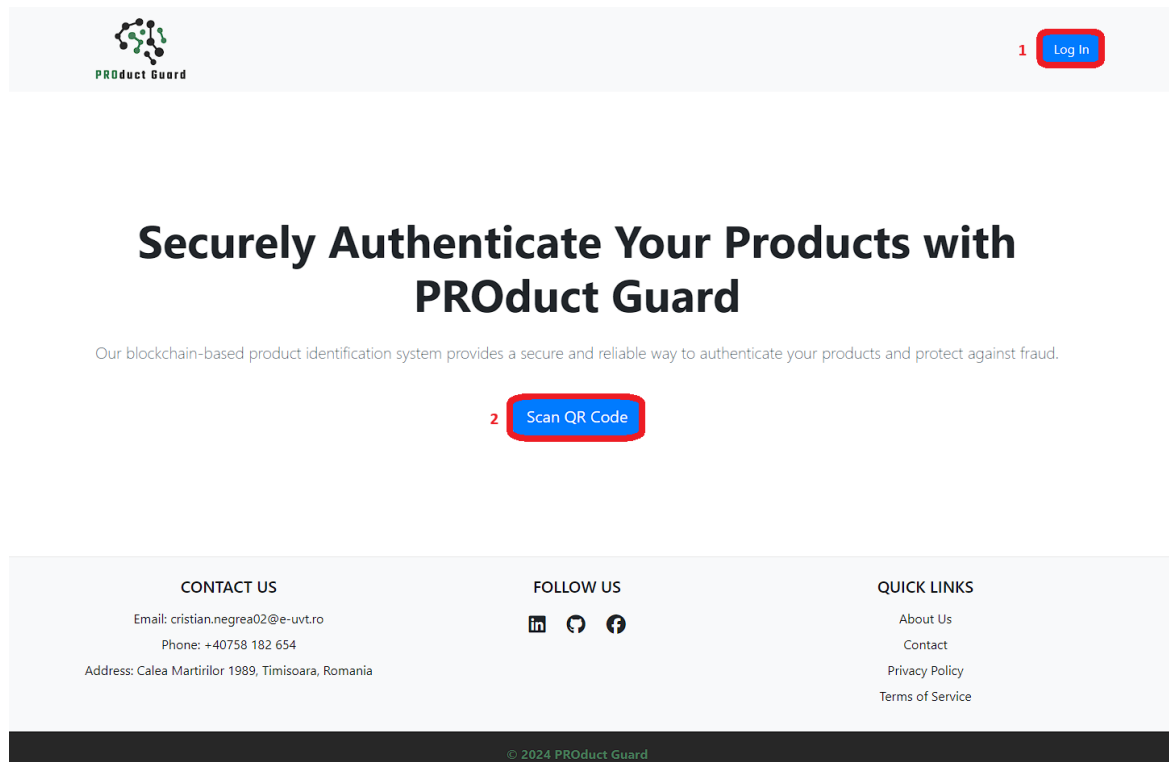 PROduct Guard
1
Log In
Securely Authenticate Your Products with
PROduct Guard
Our blockchain-based product identification system provides a secure and reliable way to authenticate your products and protect against fraud.
2
Scan QR Code
CONTACT US
Email: cristian.negrea02@e-uvt.ro
Phone: +40758 182 654
Address: Calea Martirilor 1989, Timisoara, Romania
FOLLOW US
in
QUICK LINKS
About Us
Contact
Privacy Policy
Terms of Service
© 2024 PROduct Guard